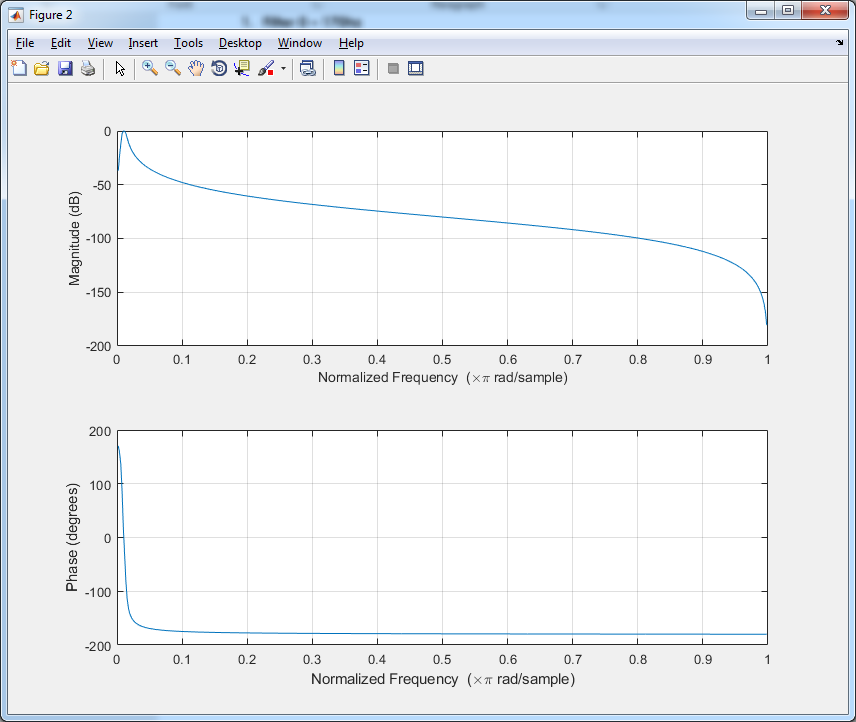 Figure 2
File Edit View Insert Tools Desktop Window Help
0
-50
-100
-150
-200
Magnitude (dB)
0 0.1 0.2 0.3 0.4 0.5 0.6 0.7 0.8 0.9 1
Normalized Frequency (×π rad/sample)
200
100
0
-100
-200
Phase (degrees)
0 0.1 0.2 0.3 0.4 0.5 0.6 0.7 0.8 0.9 1
Normalized Frequency (×π rad/sample)